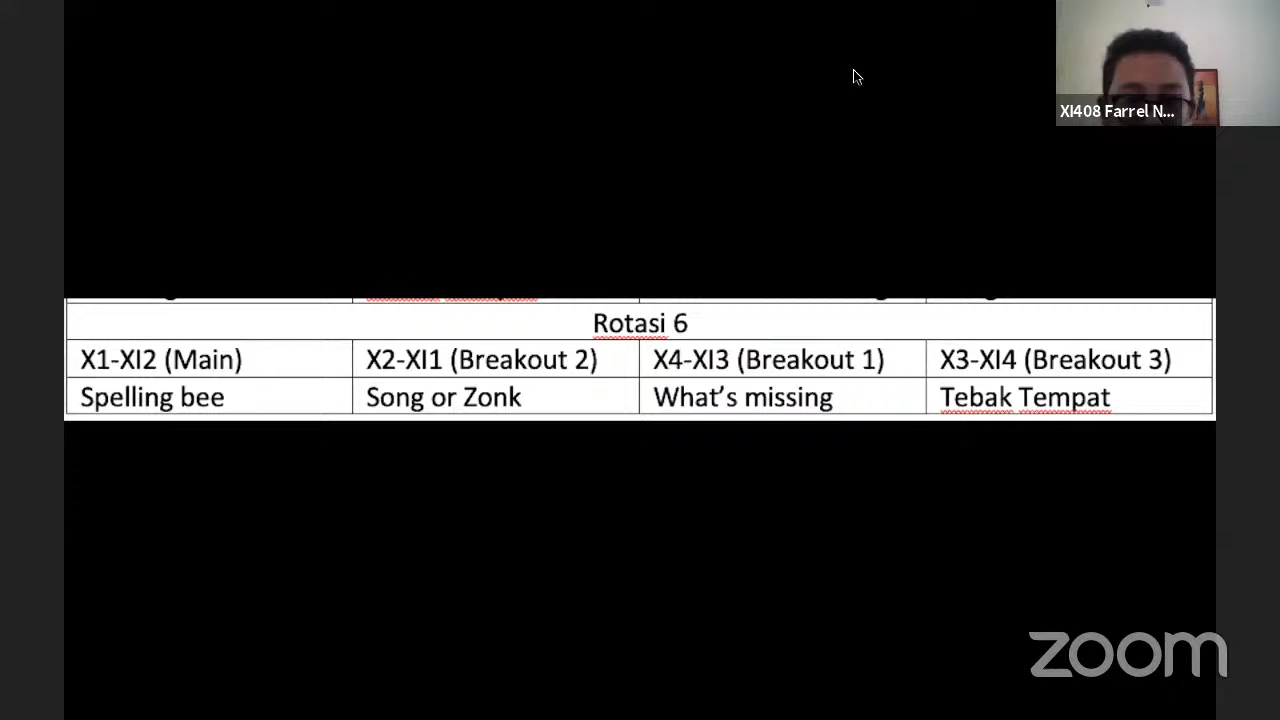 XI408 Farrel N...
Rotasi 6
X1-XI2 (Main) X2-XI1 (Breakout 2) X4-XI3 (Breakout 1) X3-XI4 (Breakout 3)
Spelling bee Song or Zonk What's missing Tebak Tempat
zoom